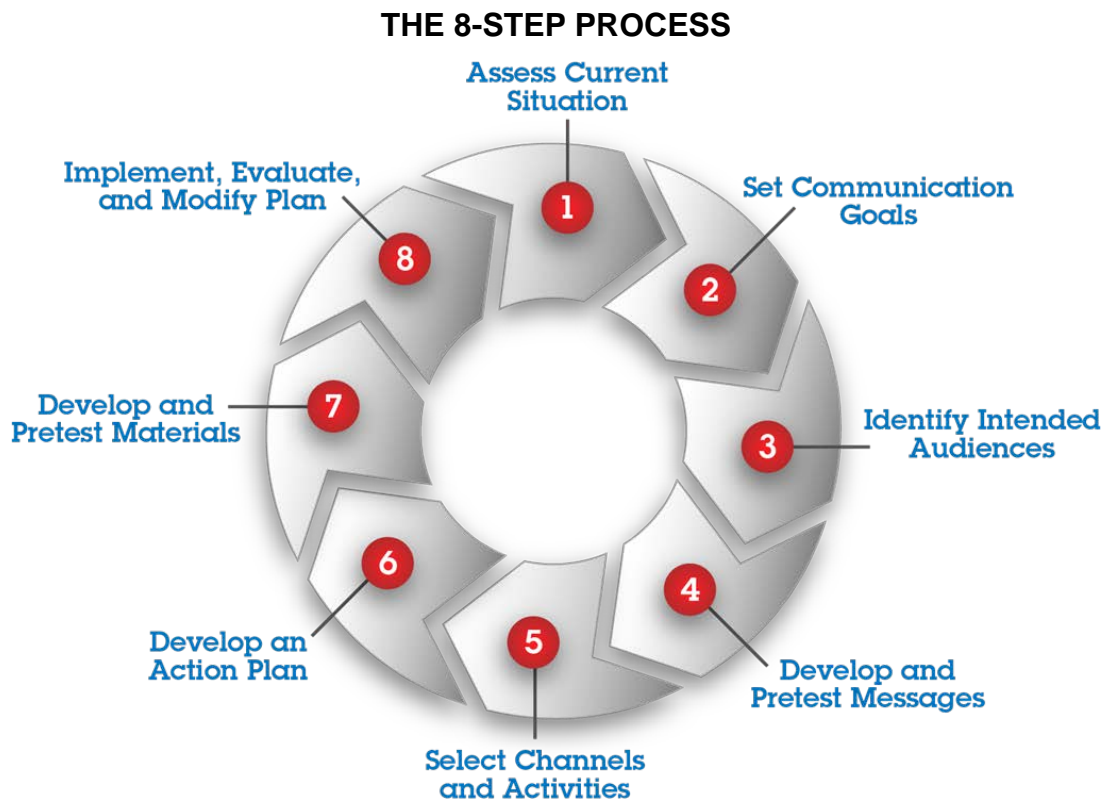 THE 8-STEP PROCESS
Assess Current
Situation
1
Set Communication
Goals
2
Identify Intended
Audiences
3
Develop and
Pretest Messages
4
Select Channels
and Activities
5
Develop an
Action Plan
6
Develop and
Pretest Materials
7
Implement, Evaluate,
and Modify Plan
8